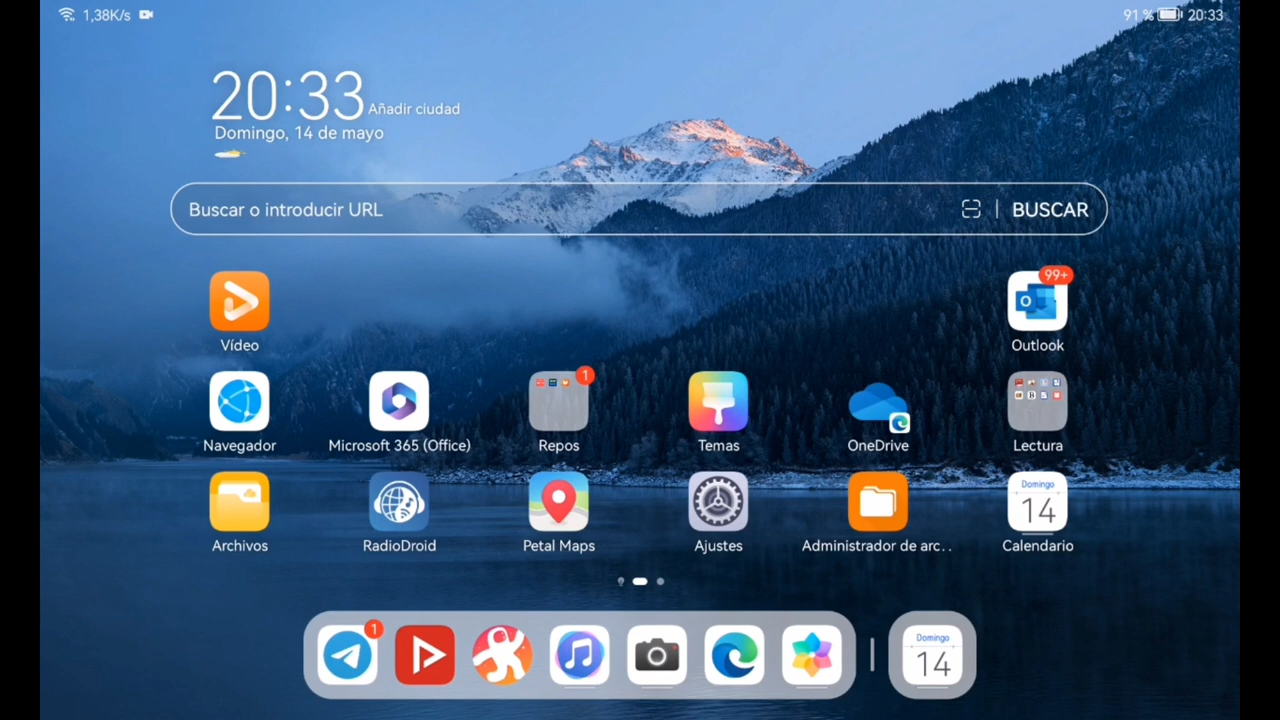 1,38K/s
91 %
20:33
20:33 Añadir ciudad
Domingo, 14 de mayo
Buscar o introducir URL
BUSCAR
Vídeo
99+
Outlook
Navegador
Microsoft 365 (Office)
1
Repos
Temas
OneDrive
Lectura
Archivos
RadioDroid
Petal Maps
Ajustes
Administrador de arc..
Domingo
14
Calendario
1
Domingo
14